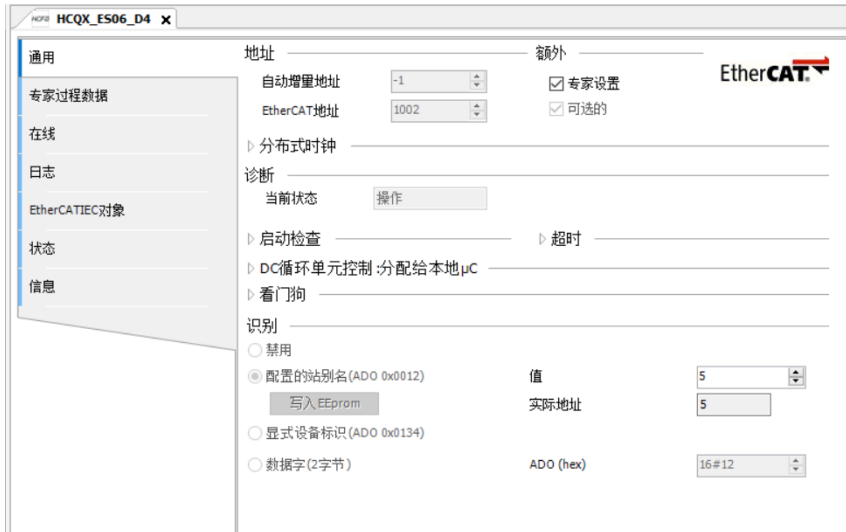 HCFA HCQX_ES06_D4 x
通用
专家过程数据
在线
日志
EtherCATIEC对象
状态
信息
地址
额外
EtherCAT.
自动增量地址 -1
专家设置
EtherCAT地址 1002
可选的
分布式时钟
诊断
当前状态 操作
启动检查
超时
DC循环单元控制:分配给本地μC
看门狗
识别
禁用
配置的站别名(ADO 0x0012)
值 5
写入EEprom
实际地址 5
显式设备标识(ADO 0x0134)
数据字(2字节)
ADO (hex) 16#12